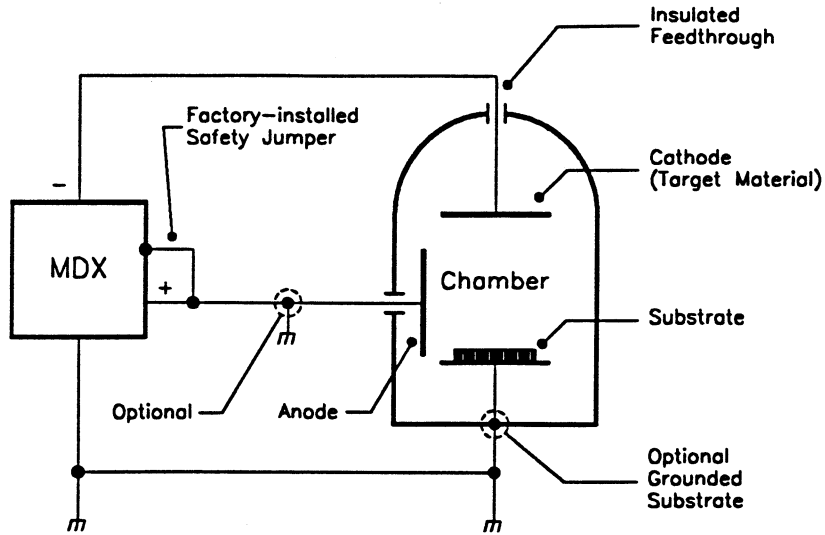 Insulated
Feedthrough
Factory-installed
Safety Jumper
Cathode
(Target Material)
-
MDX
+
Chamber
Substrate
Optional
Anode
Optional
Grounded
Substrate